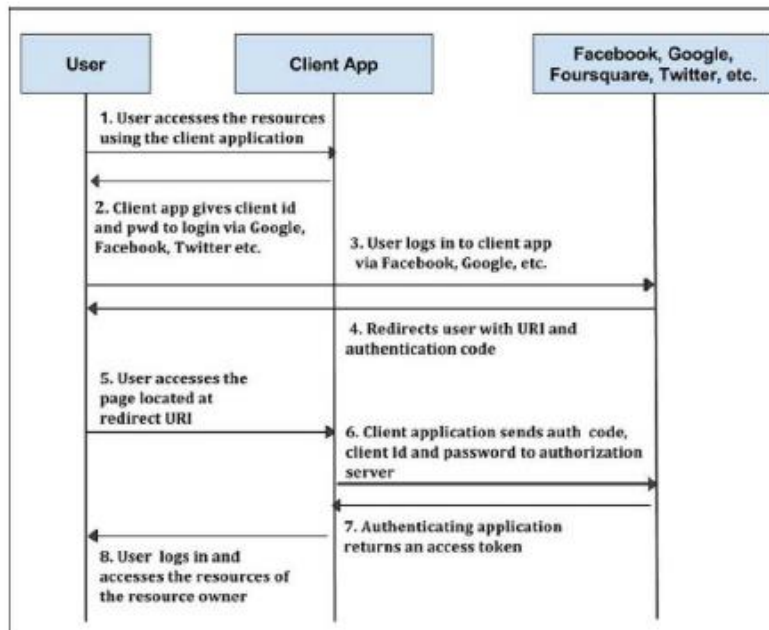 User
Client App
Facebook, Google,
Foursquare, Twitter, etc.
1. User accesses the resources
using the client application
2. Client app gives client id
and pwd to login via Google,
Facebook, Twitter etc.
3. User logs in to client app
via Facebook, Google, etc.
4. Redirects user with URI and
authentication code
5. User accesses the
page located at
redirect URI
6. Client application sends auth code,
client Id and password to authorization
server
7. Authenticating application
returns an access token
8. User logs in and
accesses the resources of
the resource owner